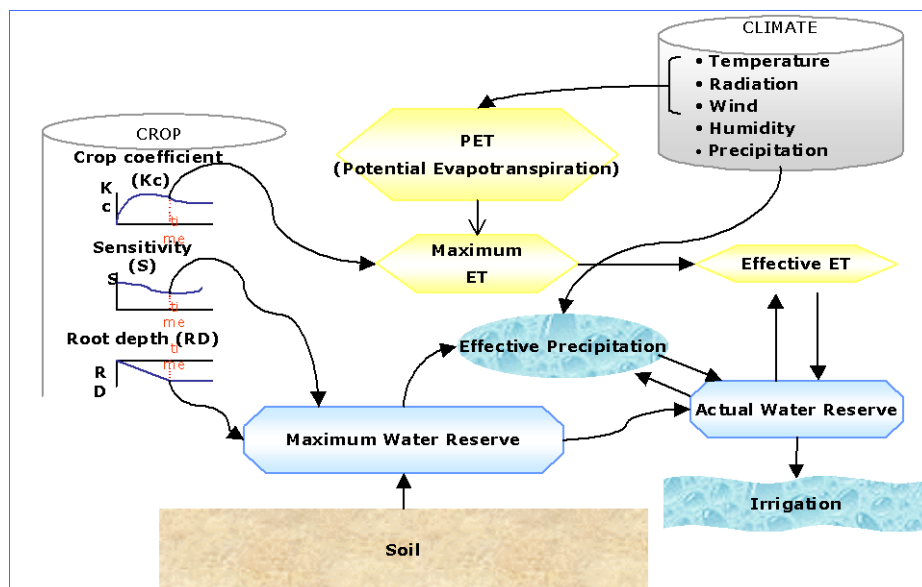 CLIMATE
• Temperature
• Radiation
• Wind
• Humidity
• Precipitation
CROP
Crop coefficient
(Kc)
K
c
ti
me
PET
(Potential Evapotranspiration)
Sensitivity
(S)
S
ti
me
Maximum
ET
Effective ET
Root depth (RD)
ti
me
R
D
Effective Precipitation
Maximum Water Reserve
Actual Water Reserve
Irrigation
Soil